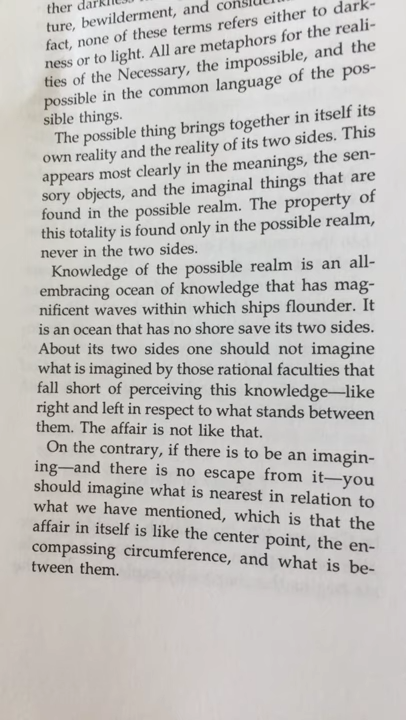 ther darkness
ture, bewilderment, and
fact, none of these terms refers either to dark-
ness or to light. All are metaphors for the reali-
ties of the Necessary, the impossible, and the
possible in the common language of the pos-
sible things.
The possible thing brings together in itself its
own reality and the reality of its two sides. This
appears most clearly in the meanings, the sen-
sory objects, and the imaginal things that are
found in the possible realm. The property of
this totality is found only in the possible realm,
never in the two sides.
Knowledge of the possible realm is an all-
embracing ocean of knowledge that has mag-
nificent waves within which ships flounder. It
is an ocean that has no shore save its two sides.
About its two sides one should not imagine
what is imagined by those rational faculties that
fall short of perceiving this knowledge—like
right and left in respect to what stands between
them. The affair is not like that.
On the contrary, if there is to be an imagin-
ing—and there is no escape from it—you
should imagine what is nearest in relation to
what we have mentioned, which is that the
affair in itself is like the center point, the en-
compassing circumference, and what is be-
tween them.